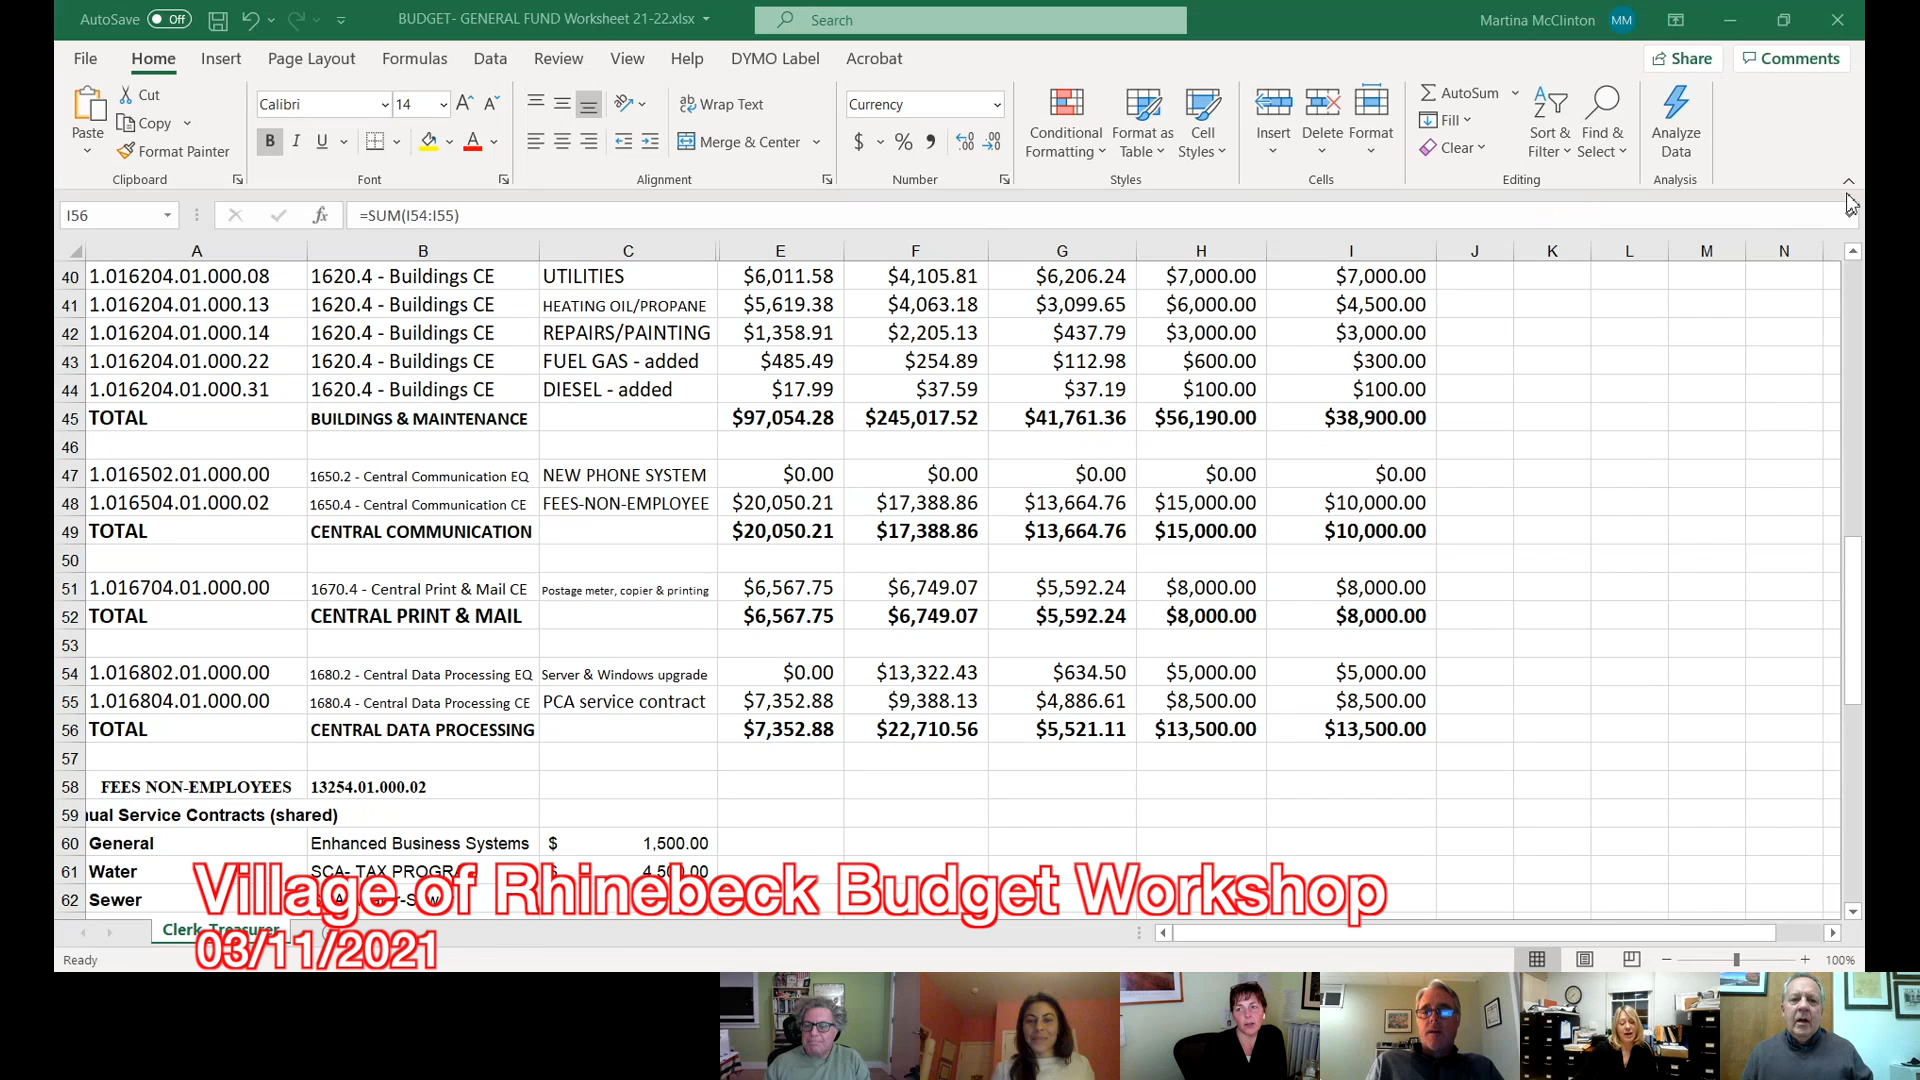 AutoSave Off BUDGET- GENERAL FUND Worksheet 21-22.xlsx Search Martina McClinton MM
File Home Insert Page Layout Formulas Data Review View Help DYMO Label Acrobat Share Comments
Paste Cut Copy Format Painter Clipboard
Calibri 14 B I U Font
Wrap Text Merge & Center Alignment
Currency $ % Number
Conditional Formatting Format as Table Cell Styles Styles
Insert Delete Format Cells
AutoSum Fill Clear Sort & Filter Find & Select Editing
Analyze Data Analysis
I56 fx =SUM(I54:I55)
A B C E F G H I J K L M N
40 1.016204.01.000.08 1620.4 - Buildings CE UTILITIES $6,011.58 $4,105.81 $6,206.24 $7,000.00 $7,000.00
41 1.016204.01.000.13 1620.4 - Buildings CE HEATING OIL/PROPANE $5,619.38 $4,063.18 $3,099.65 $6,000.00 $4,500.00
42 1.016204.01.000.14 1620.4 - Buildings CE REPAIRS/PAINTING $1,358.91 $2,205.13 $437.79 $3,000.00 $3,000.00
43 1.016204.01.000.22 1620.4 - Buildings CE FUEL GAS - added $485.49 $254.89 $112.98 $600.00 $300.00
44 1.016204.01.000.31 1620.4 - Buildings CE DIESEL - added $17.99 $37.59 $37.19 $100.00 $100.00
45 TOTAL BUILDINGS & MAINTENANCE $97,054.28 $245,017.52 $41,761.36 $56,190.00 $38,900.00
46
47 1.016502.01.000.00 1650.2 - Central Communication EQ NEW PHONE SYSTEM $0.00 $0.00 $0.00 $0.00 $0.00
48 1.016504.01.000.02 1650.4 - Central Communication CE FEES-NON-EMPLOYEE $20,050.21 $17,388.86 $13,664.76 $15,000.00 $10,000.00
49 TOTAL CENTRAL COMMUNICATION $20,050.21 $17,388.86 $13,664.76 $15,000.00 $10,000.00
50
51 1.016704.01.000.00 1670.4 - Central Print & Mail CE Postage meter, copier & printing $6,567.75 $6,749.07 $5,592.24 $8,000.00 $8,000.00
52 TOTAL CENTRAL PRINT & MAIL $6,567.75 $6,749.07 $5,592.24 $8,000.00 $8,000.00
53
54 1.016802.01.000.00 1680.2 - Central Data Processing EQ Server & Windows upgrade $0.00 $13,322.43 $634.50 $5,000.00 $5,000.00
55 1.016804.01.000.00 1680.4 - Central Data Processing CE PCA service contract $7,352.88 $9,388.13 $4,886.61 $8,500.00 $8,500.00
56 TOTAL CENTRAL DATA PROCESSING $7,352.88 $22,710.56 $5,521.11 $13,500.00 $13,500.00
57
58 FEES NON-EMPLOYEES 13254.01.000.02
59 ual Service Contracts (shared)
60 General Enhanced Business Systems $ 1,500.00
61 Water SCA- TAX PROGRA
62 Sewer
Village of Rhinebeck Budget Workshop
Clerk Treasurer
03/11/2021
Ready 100%